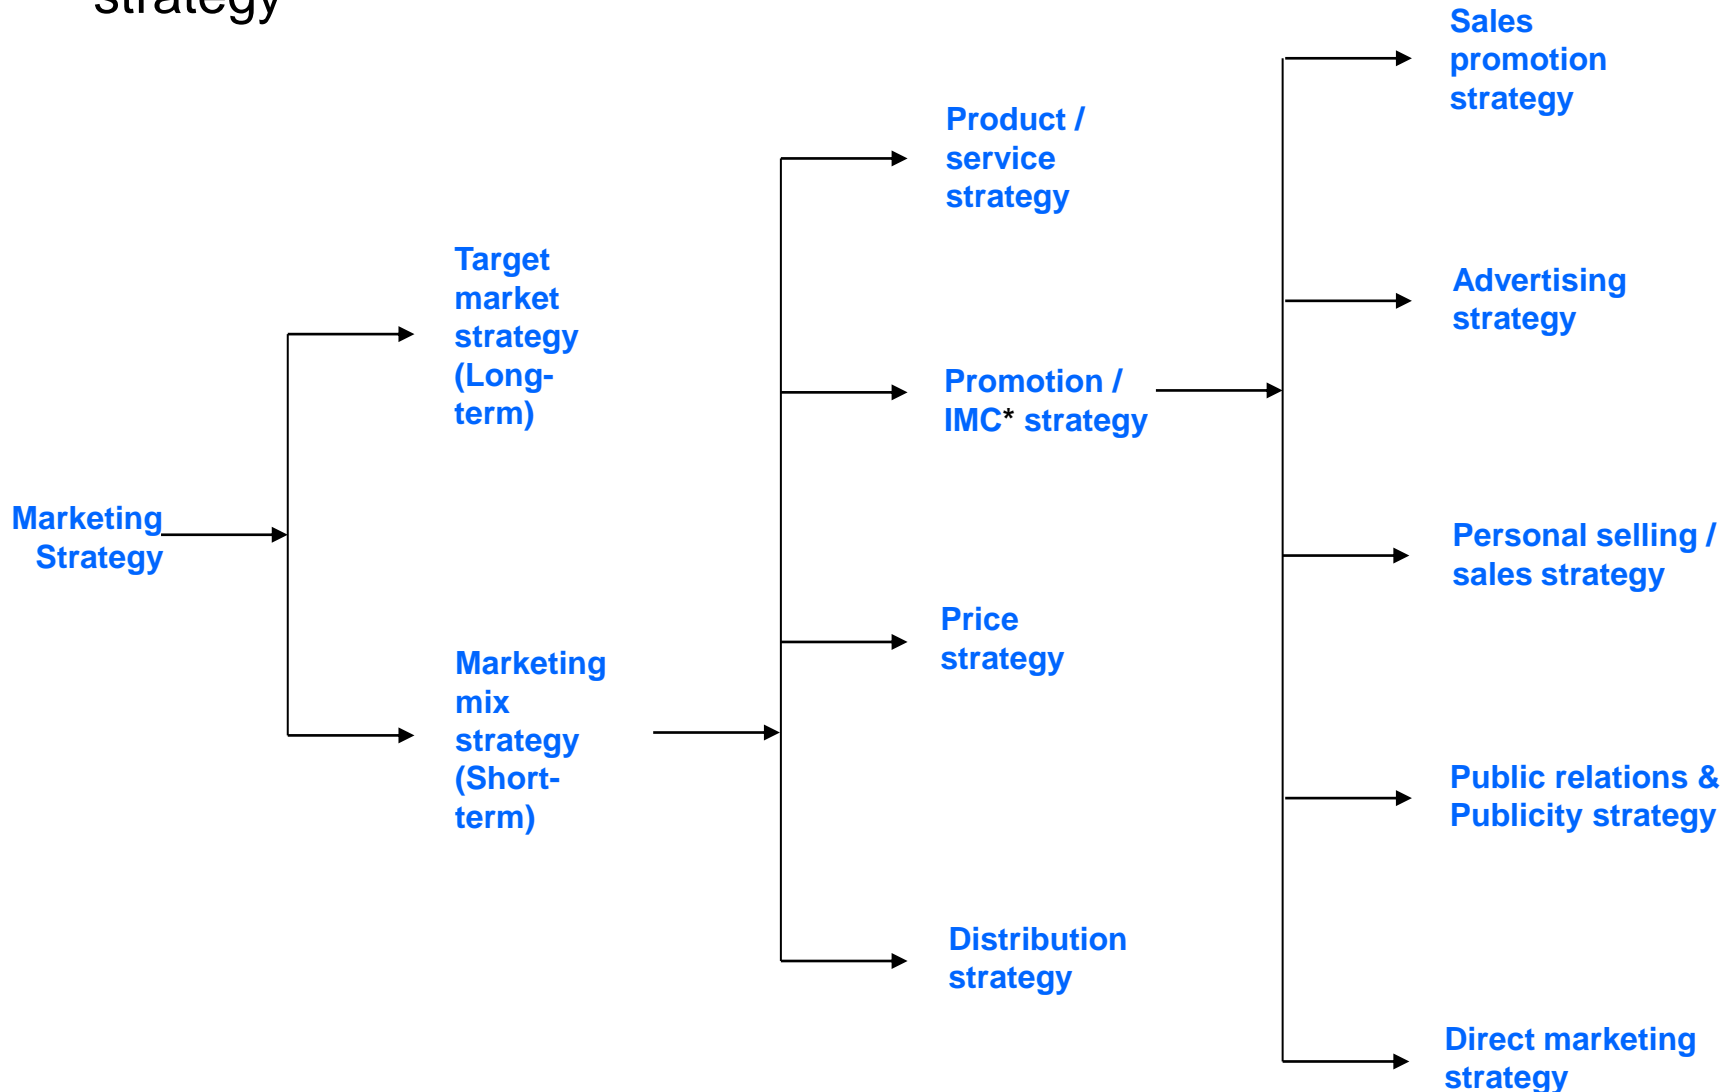 strategy
Marketing
Strategy
Target
market
strategy
(Long-
term)
Marketing
mix
strategy
(Short-
term)
Product /
service
strategy
Promotion /
IMC* strategy
Price
strategy
Distribution
strategy
Sales
promotion
strategy
Advertising
strategy
Personal selling /
sales strategy
Public relations &
Publicity strategy
Direct marketing
strategy